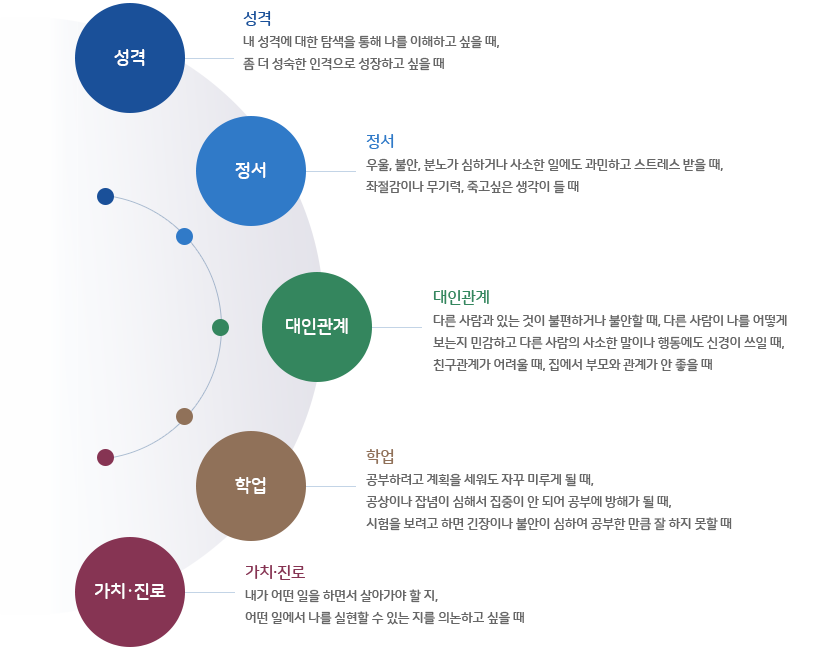 성격
성격
내 성격에 대한 탐색을 통해 나를 이해하고 싶을 때,
좀 더 성숙한 인격으로 성장하고 싶을 때
정서
정서
우울, 불안, 분노가 심하거나 사소한 일에도 과민하고 스트레스 받을 때,
좌절감이나 무기력, 죽고싶은 생각이 들 때
대인관계
대인관계
다른 사람과 있는 것이 불편하거나 불안할 때, 다른 사람이 나를 어떻게
보는지 민감하고 다른 사람의 사소한 말이나 행동에도 신경이 쓰일 때,
친구관계가 어려울 때, 집에서 부모와 관계가 안 좋을 때
학업
학업
공부하려고 계획을 세워도 자꾸 미루게 될 때,
공상이나 잡념이 심해서 집중이 안 되어 공부에 방해가 될 때,
시험을 보려고 하면 긴장이나 불안이 심하여 공부한 만큼 잘 하지 못할 때
가치·진로
가치·진로
내가 어떤 일을 하면서 살아가야 할 지,
어떤 일에서 나를 실현할 수 있는 지를 의논하고 싶을 때